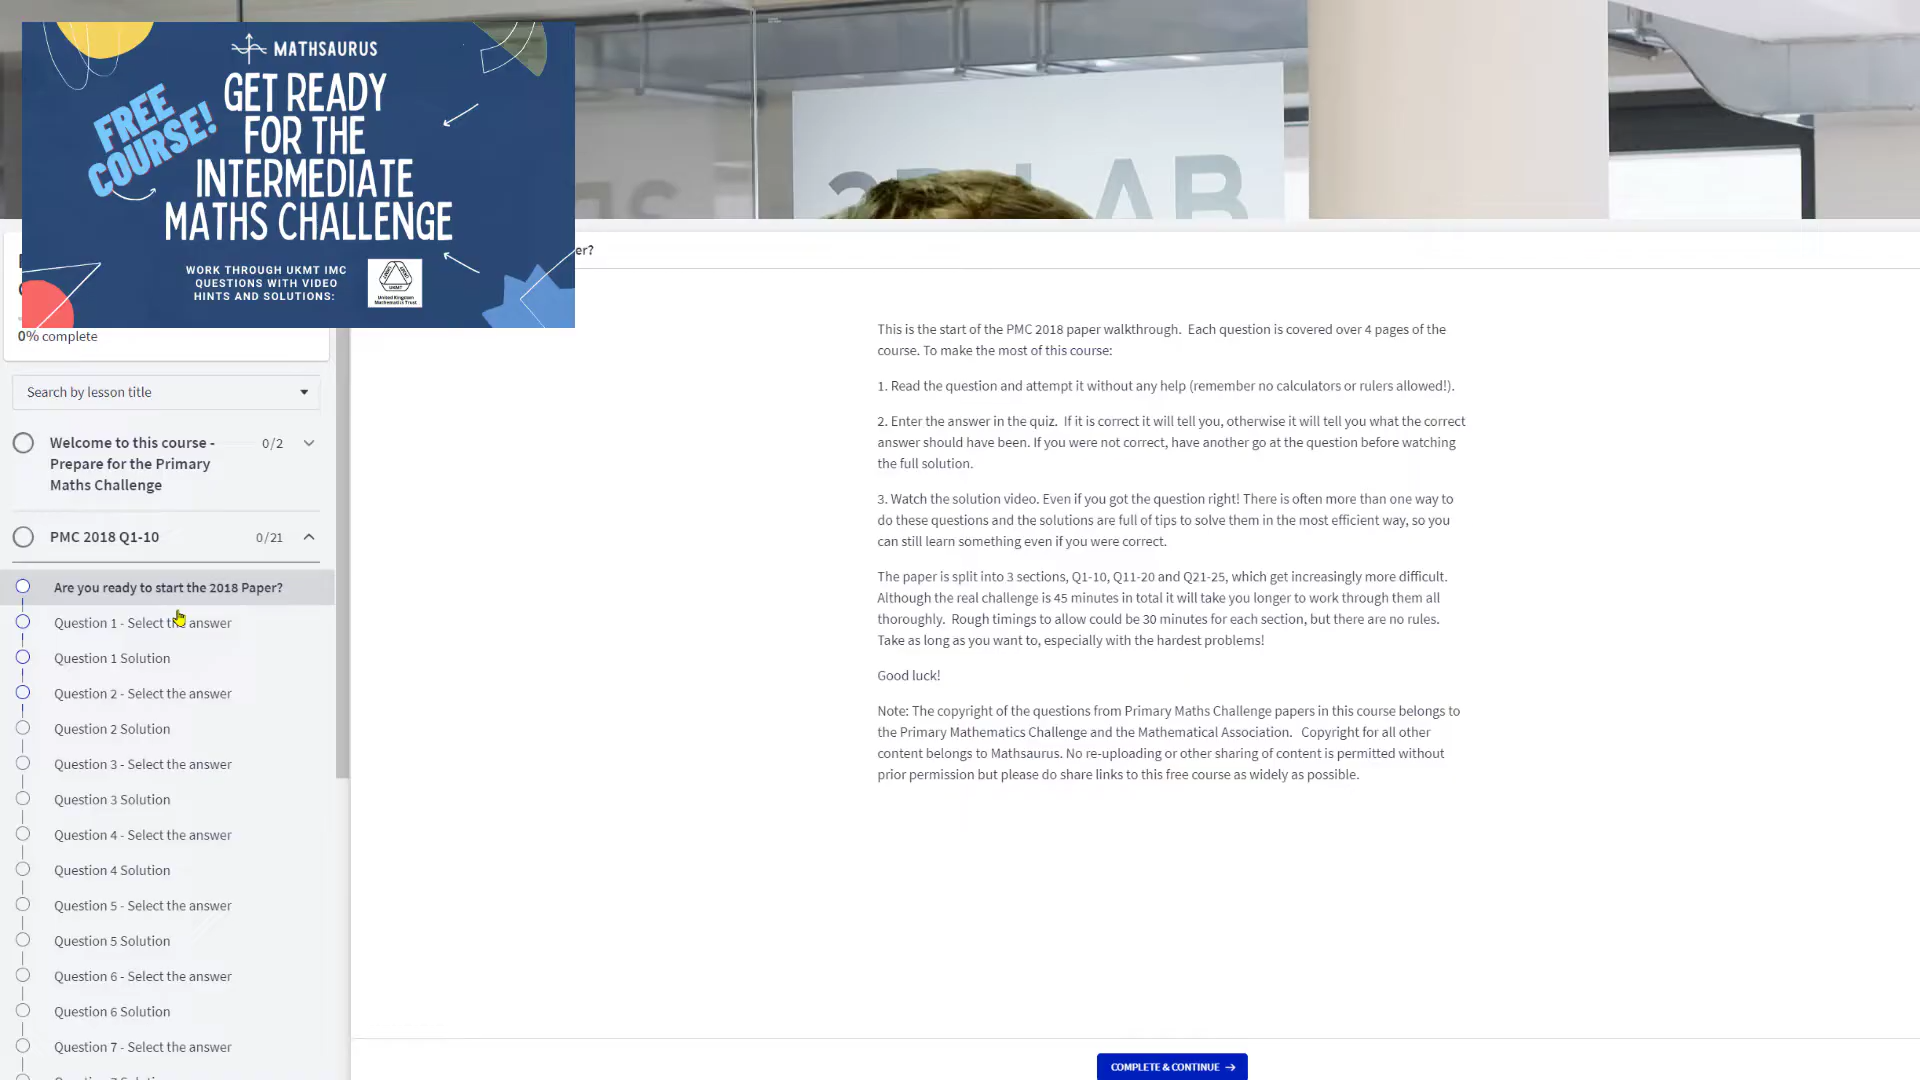 MATHSAURUS
FREE
COURSE!
GET READY
FOR THE
INTERMEDIATE
MATHS CHALLENGE
WORK THROUGH UKMT IMC
QUESTIONS WITH VIDEO
HINTS AND SOLUTIONS:
UKMT
United Kingdom
Mathematics Trust
LAB
er?
0% complete
Search by lesson title
Welcome to this course -
Prepare for the Primary
Maths Challenge
0/2
PMC 2018 Q1-10
0/21
Are you ready to start the 2018 Paper?
Question 1 - Select the answer
Question 1 Solution
Question 2 - Select the answer
Question 2 Solution
Question 3 - Select the answer
Question 3 Solution
Question 4 - Select the answer
Question 4 Solution
Question 5 - Select the answer
Question 5 Solution
Question 6 - Select the answer
Question 6 Solution
Question 7 - Select the answer
This is the start of the PMC 2018 paper walkthrough. Each question is covered over 4 pages of the
course. To make the most of this course:
1. Read the question and attempt it without any help (remember no calculators or rulers allowed!).
2. Enter the answer in the quiz. If it is correct it will tell you, otherwise it will tell you what the correct
answer should have been. If you were not correct, have another go at the question before watching
the full solution.
3. Watch the solution video. Even if you got the question right! There is often more than one way to
do these questions and the solutions are full of tips to solve them in the most efficient way, so you
can still learn something even if you were correct.
The paper is split into 3 sections, Q1-10, Q11-20 and Q21-25, which get increasingly more difficult.
Although the real challenge is 45 minutes in total it will take you longer to work through them all
thoroughly. Rough timings to allow could be 30 minutes for each section, but there are no rules.
Take as long as you want to, especially with the hardest problems!
Good luck!
Note: The copyright of the questions from Primary Maths Challenge papers in this course belongs to
the Primary Mathematics Challenge and the Mathematical Association. Copyright for all other
content belongs to Mathsaurus. No re-uploading or other sharing of content is permitted without
prior permission but please do share links to this free course as widely as possible.
COMPLETE & CONTINUE →